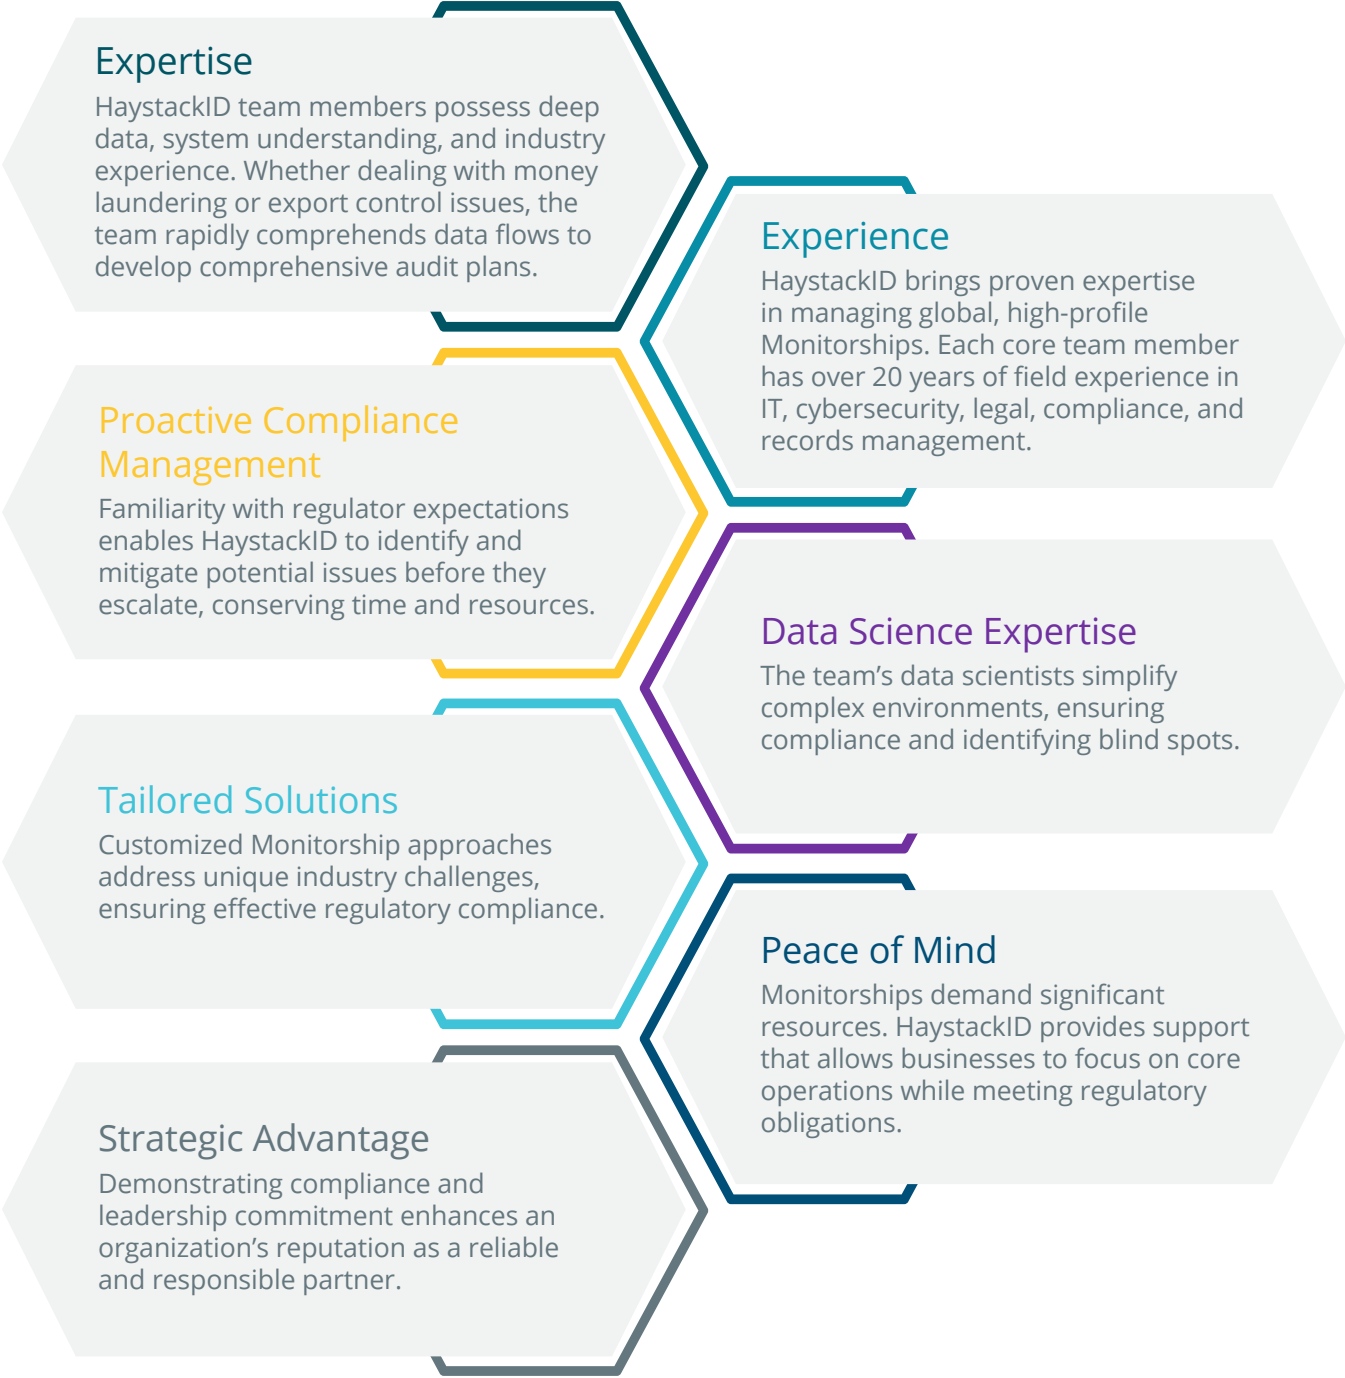 Expertise
HaystackID team members possess deep
data, system understanding, and industry
experience. Whether dealing with money
laundering or export control issues, the
team rapidly comprehends data flows to
develop comprehensive audit plans.
Experience
HaystackID brings proven expertise
in managing global, high-profile
Monitorships. Each core team member
has over 20 years of field experience in
IT, cybersecurity, legal, compliance, and
records management.
Proactive Compliance
Management
Familiarity with regulator expectations
enables HaystackID to identify and
mitigate potential issues before they
escalate, conserving time and resources.
Data Science Expertise
The team’s data scientists simplify
complex environments, ensuring
compliance and identifying blind spots.
Tailored Solutions
Customized Monitorship approaches
address unique industry challenges,
ensuring effective regulatory compliance.
Peace of Mind
Monitorships demand significant
resources. HaystackID provides support
that allows businesses to focus on core
operations while meeting regulatory
obligations.
Strategic Advantage
Demonstrating compliance and
leadership commitment enhances an
organization’s reputation as a reliable
and responsible partner.